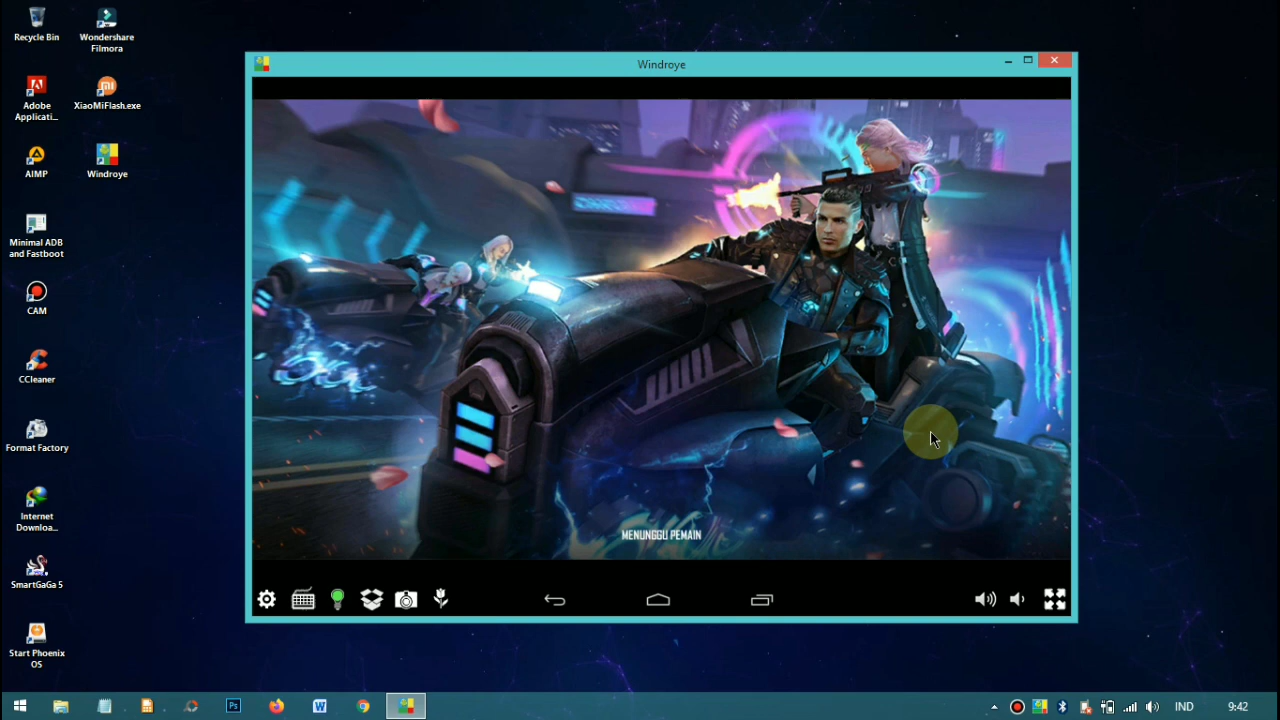 Recycle Bin
Wondershare
Filmora
Adobe
Applicati...
XiaoMiFlash.exe
AIMP
Windroye
Minimal ADB
and Fastboot
CAM
CCleaner
Format Factory
Internet
Downloa...
SmartGaGa 5
Start Phoenix
OS
Windroye
MENUNGGU PEMAIN
Ps
W
IND
9:42